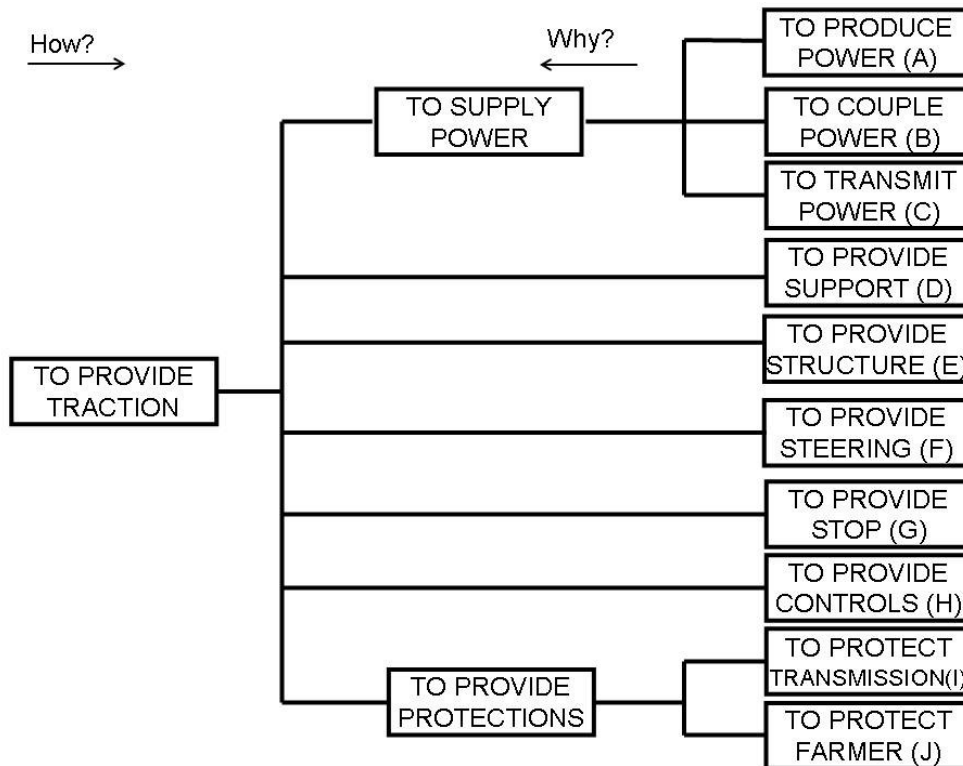 How?
Why?
TO PRODUCE
POWER (A)
TO SUPPLY
POWER
TO COUPLE
POWER (B)
TO TRANSMIT
POWER (C)
TO PROVIDE
SUPPORT (D)
TO PROVIDE
STRUCTURE (E)
TO PROVIDE
TRACTION
TO PROVIDE
STEERING (F)
TO PROVIDE
STOP (G)
TO PROVIDE
CONTROLS (H)
TO PROVIDE
PROTECTIONS
TO PROTECT
TRANSMISSION(I)
TO PROTECT
FARMER (J)